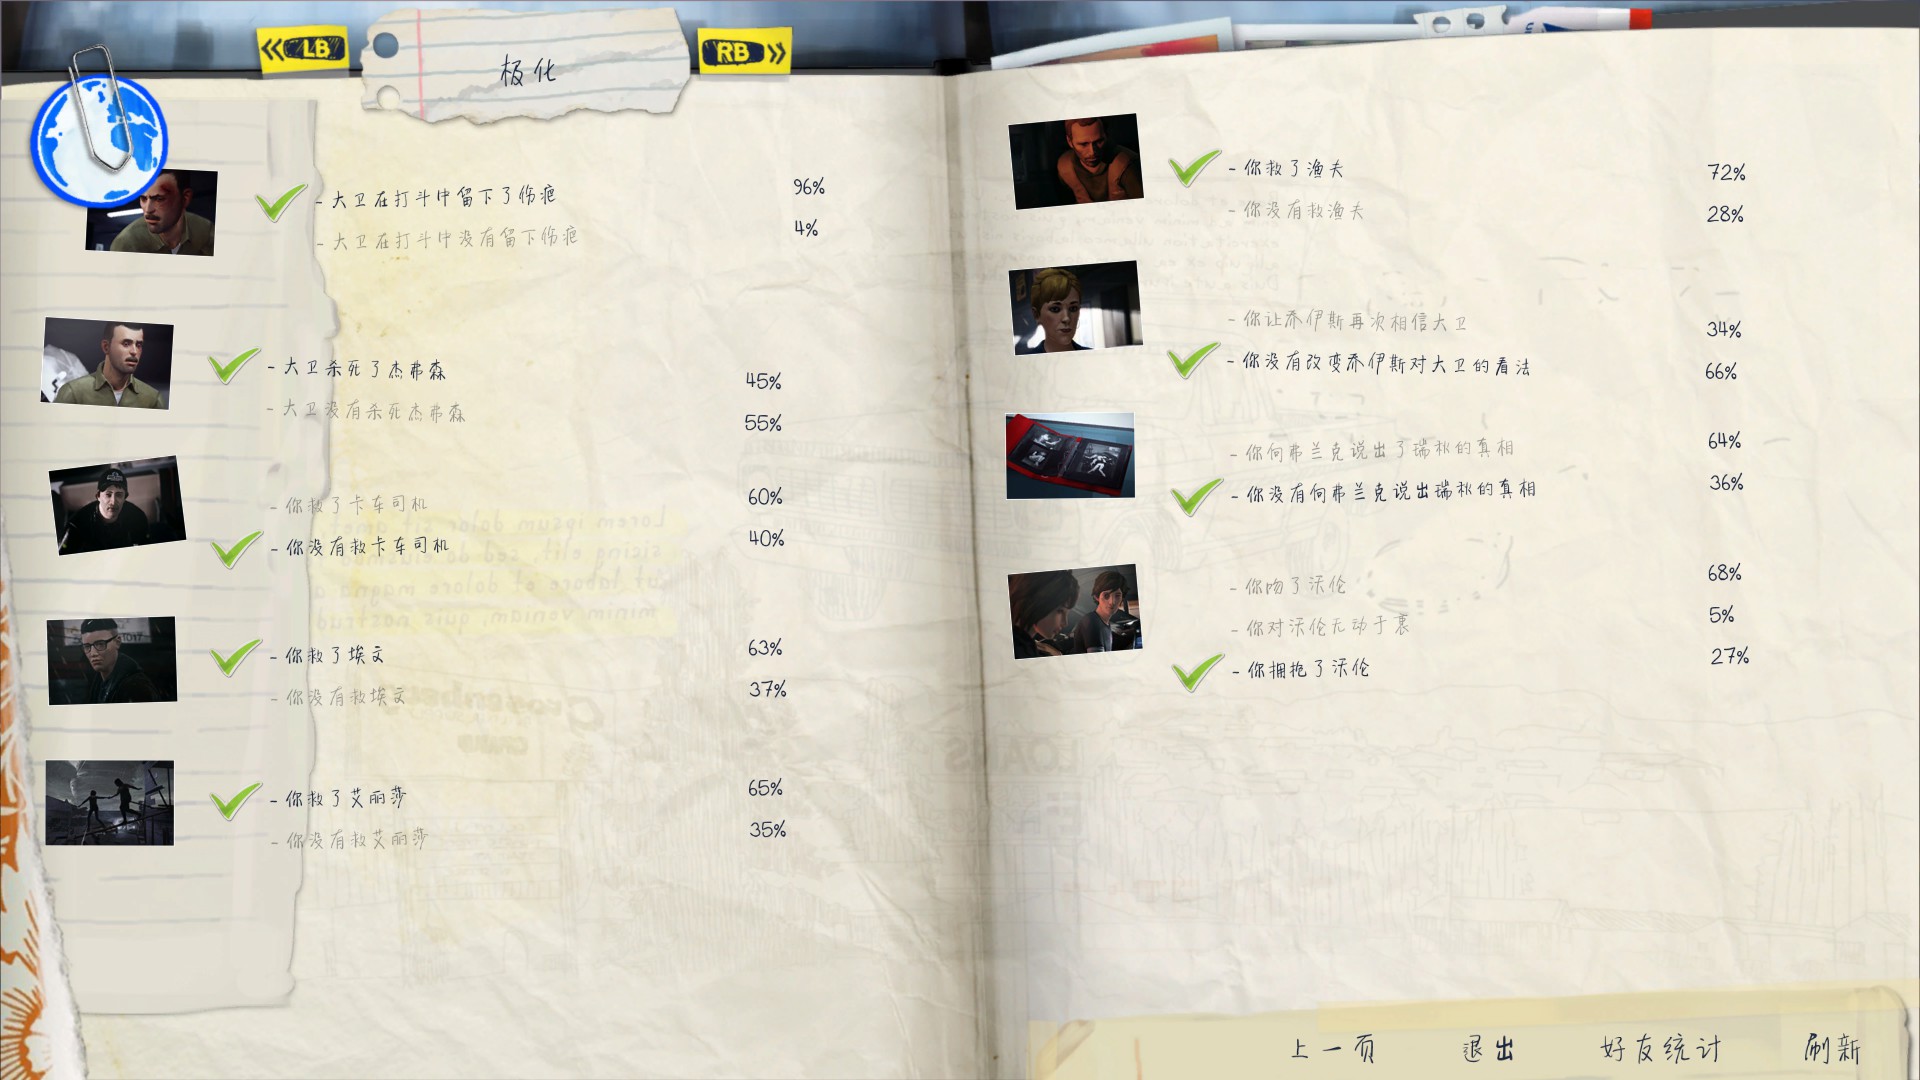 LB
极化
RB
- 大卫在打斗中留下了伤疤 96%
- 大卫在打斗中没有留下伤疤 4%
- 大卫杀死了杰弗森 45%
- 大卫没有杀死杰弗森 55%
- 你救了卡车司机 60%
- 你没有救卡车司机 40%
- 你救了埃文 63%
- 你没有救埃文 37%
- 你救了艾丽莎 65%
- 你没有救艾丽莎 35%
- 你救了渔夫 72%
- 你没有救渔夫 28%
- 你让乔伊斯再次相信大卫 34%
- 你没有改变乔伊斯对大卫的看法 66%
- 你向弗兰克说出了瑞秋的真相 64%
- 你没有向弗兰克说出瑞秋的真相 36%
- 你吻了沃伦 68%
- 你对沃伦无动于衷 5%
- 你拥抱了沃伦 27%
上一页 退出 好友统计 刷新